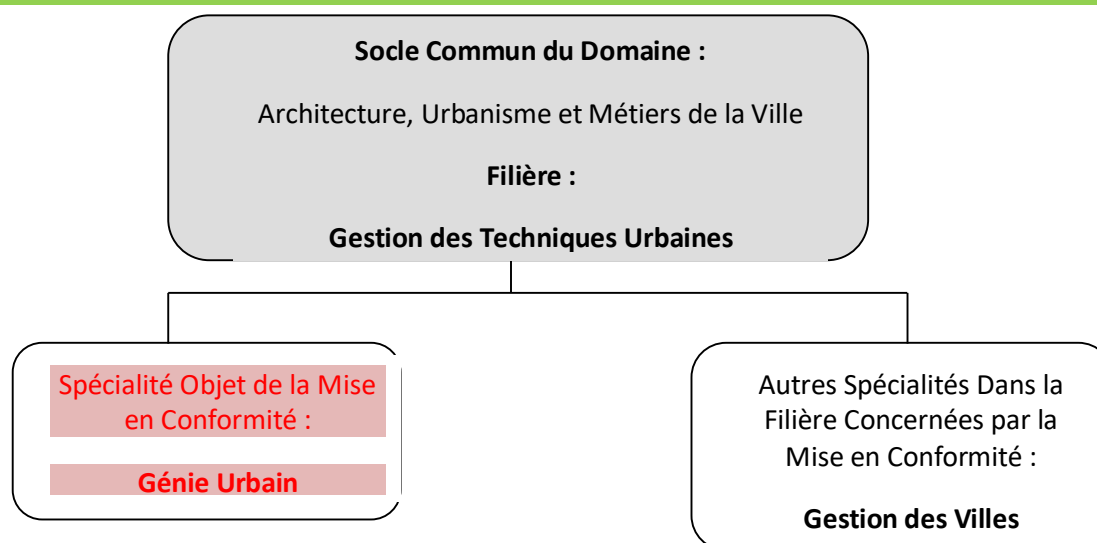 Socle Commun du Domaine :
Architecture, Urbanisme et Métiers de la Ville
Filière :
Gestion des Techniques Urbaines
Spécialité Objet de la Mise
en Conformité :
Génie Urbain
Autres Spécialités Dans la
Filière Concernées par la
Mise en Conformité :
Gestion des Villes